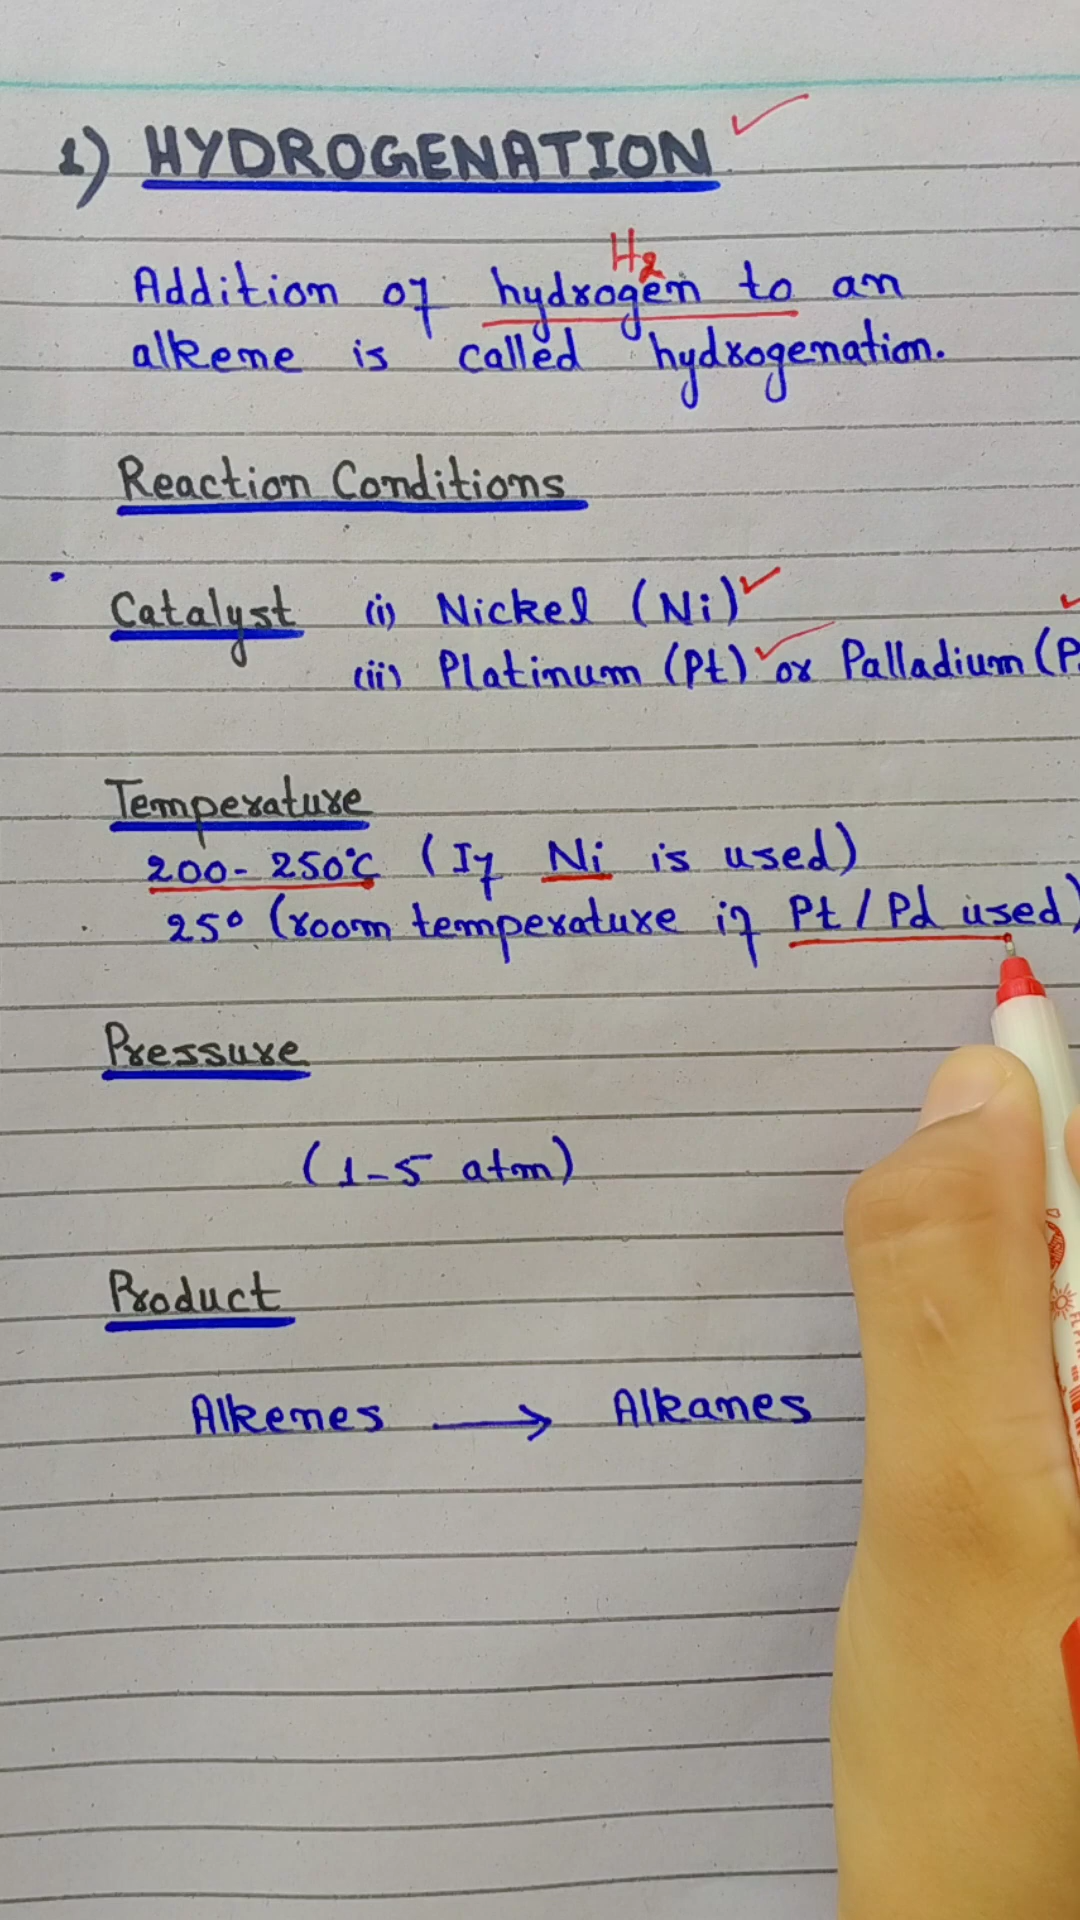 1) HYDROGENATION
H2
Addition of hydrogen to an
alkene is called hydrogenation.
Reaction Conditions
Catalyst (i) Nickel (Ni)
(ii) Platinum (Pt) or Palladium (P
Temperature
200-250°C (If Ni is used)
25° (room temperature if Pt/Pd used)
Pressure
(1-5 atm)
Product
Alkenes → Alkanes